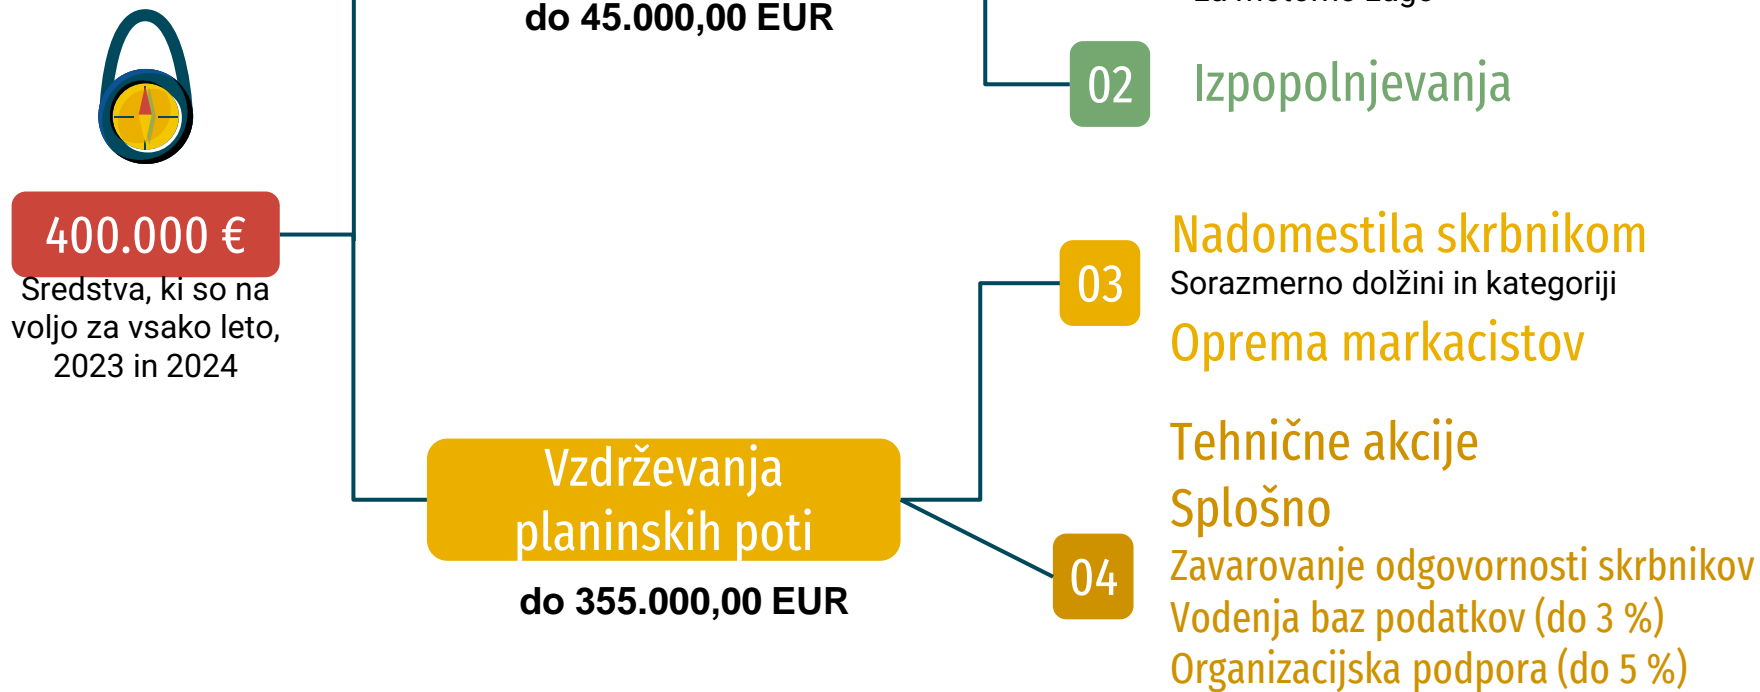 do 45.000,00 EUR
02
Izpopolnjevanja
400.000 €
Sredstva, ki so na
voljo za vsako leto,
2023 in 2024
03
Nadomestila skrbnikom
Sorazmerno dolžini in kategoriji
Oprema markacistov
Vzdrževanja
planinskih poti
do 355.000,00 EUR
04
Tehnične akcije
Splošno
Zavarovanje odgovornosti skrbnikov
Vodenja baz podatkov (do 3 %)
Organizacijska podpora (do 5 %)